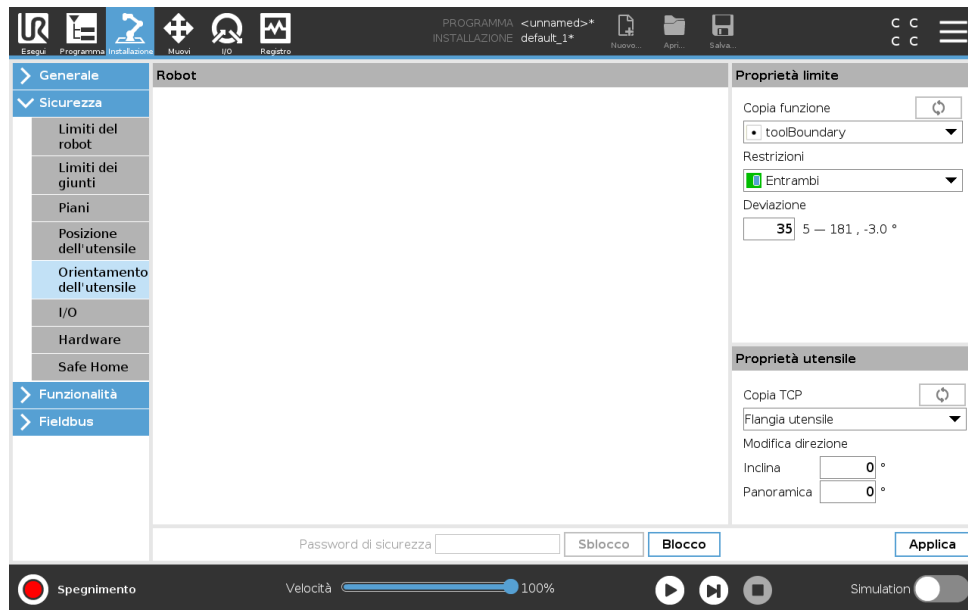 Esegui
Programma
Installazione
Muovi
I/O
Registro
PROGRAMMA <unnamed>*
INSTALLAZIONE default_1*
Nuovo...
Apri...
Salva...
C C
C C
Generale
Sicurezza
Limiti del
robot
Limiti dei
giunti
Piani
Posizione
dell'utensile
Orientamento
dell'utensile
I/O
Hardware
Safe Home
Funzionalità
Fieldbus
Robot
Proprietà limite
Copia funzione
toolBoundary
Restrizioni
Entrambi
Deviazione
35 5 — 181 , -3.0 °
Proprietà utensile
Copia TCP
Flangia utensile
Modifica direzione
Inclina 0 °
Panoramica 0 °
Password di sicurezza Sblocco Blocco Applica
Spegnimento Velocità 100% Simulation